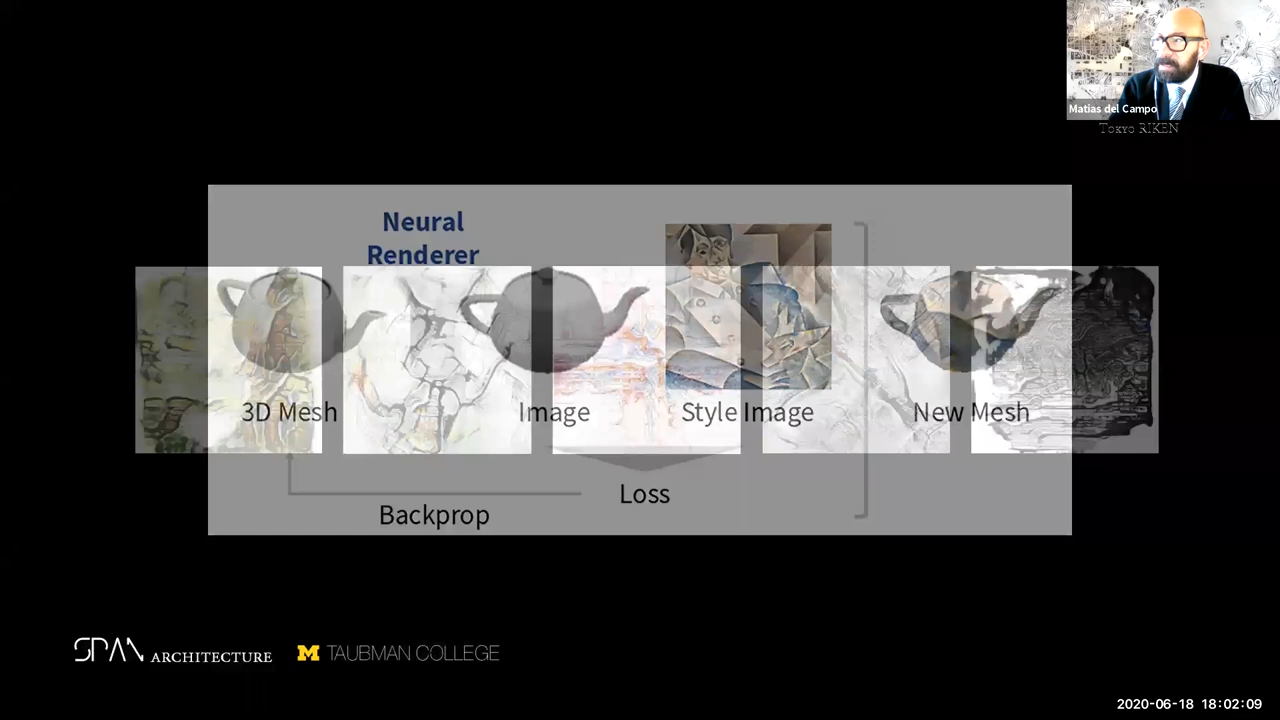 Matias del Campo
Tokyo RIKEN
Neural
Renderer
3D Mesh
Image
Style Image
New Mesh
Loss
Backprop
SPAN ARCHITECTURE
M TAUBMAN COLLEGE
2020-06-18 18:02:09